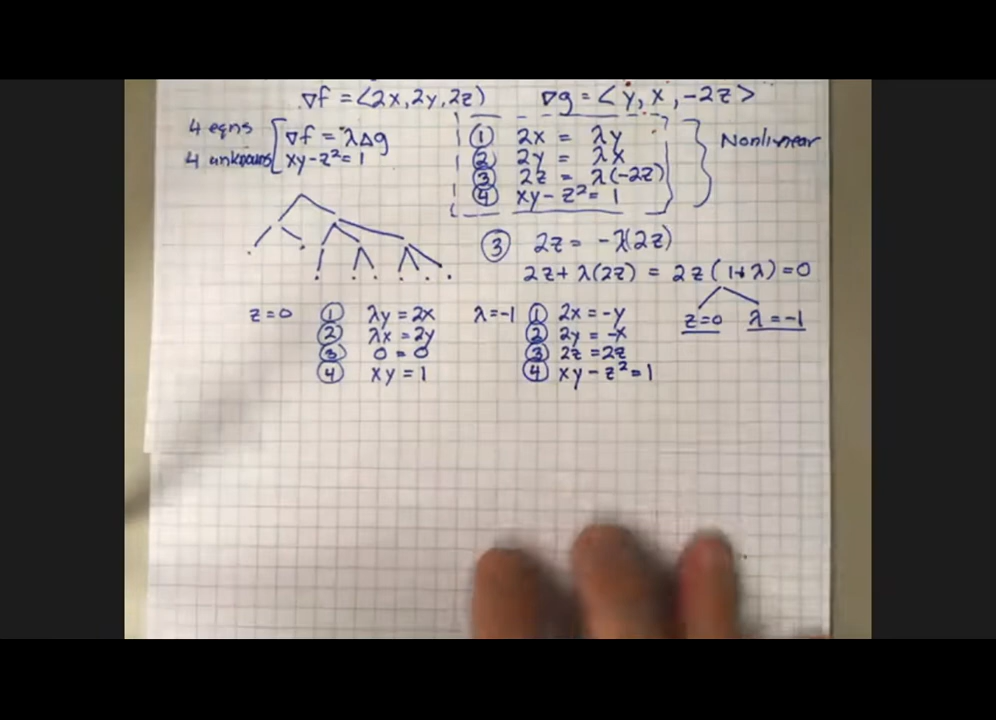 ∇f = ⟨2x, 2y, 2z⟩ ∇g = <y, x, -2z>
4 eqns ∇f = λΔg
4 unknowns xy - z² = 1
① 2x = λy
② 2y = λx
③ 2z = λ(-2z)
④ xy - z² = 1
Nonlinear
③ 2z = -λ(2z)
2z + λ(2z) = 2z(1+λ) = 0
z=0 λ = -1
z=0 ① λy = 2x
② λx = 2y
③ 0 = 0
④ xy = 1
λ=-1 ① 2x = -y
② 2y = -x
③ 2z = 2z
④ xy - z² = 1